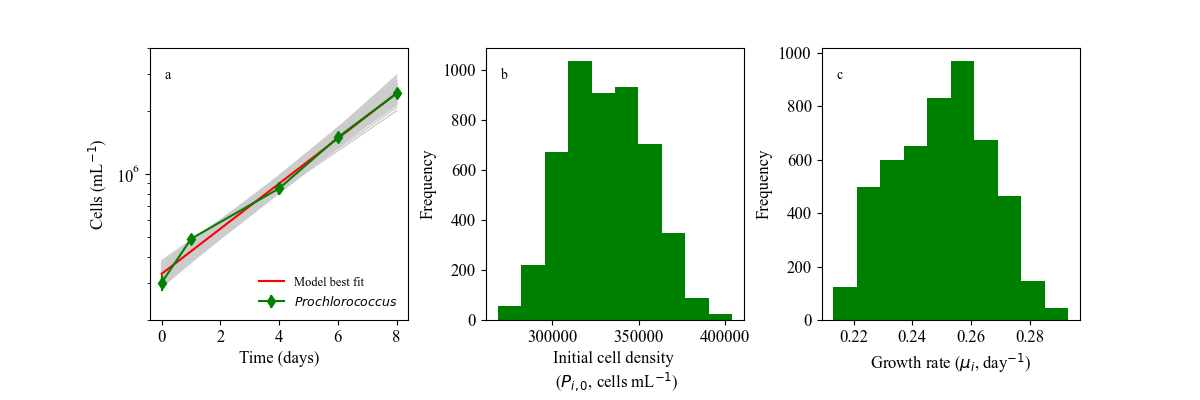 a
Cells (mL⁻¹)
10⁶
Model best fit
Prochlorococcus
0 2 4 6 8
Time (days)
b
Frequency
1000
800
600
400
200
0
300000 350000 400000
Initial cell density
(P_{i,0}, cells mL⁻¹)
c
Frequency
1000
800
600
400
200
0
0.22 0.24 0.26 0.28
Growth rate (μ_i, day⁻¹)